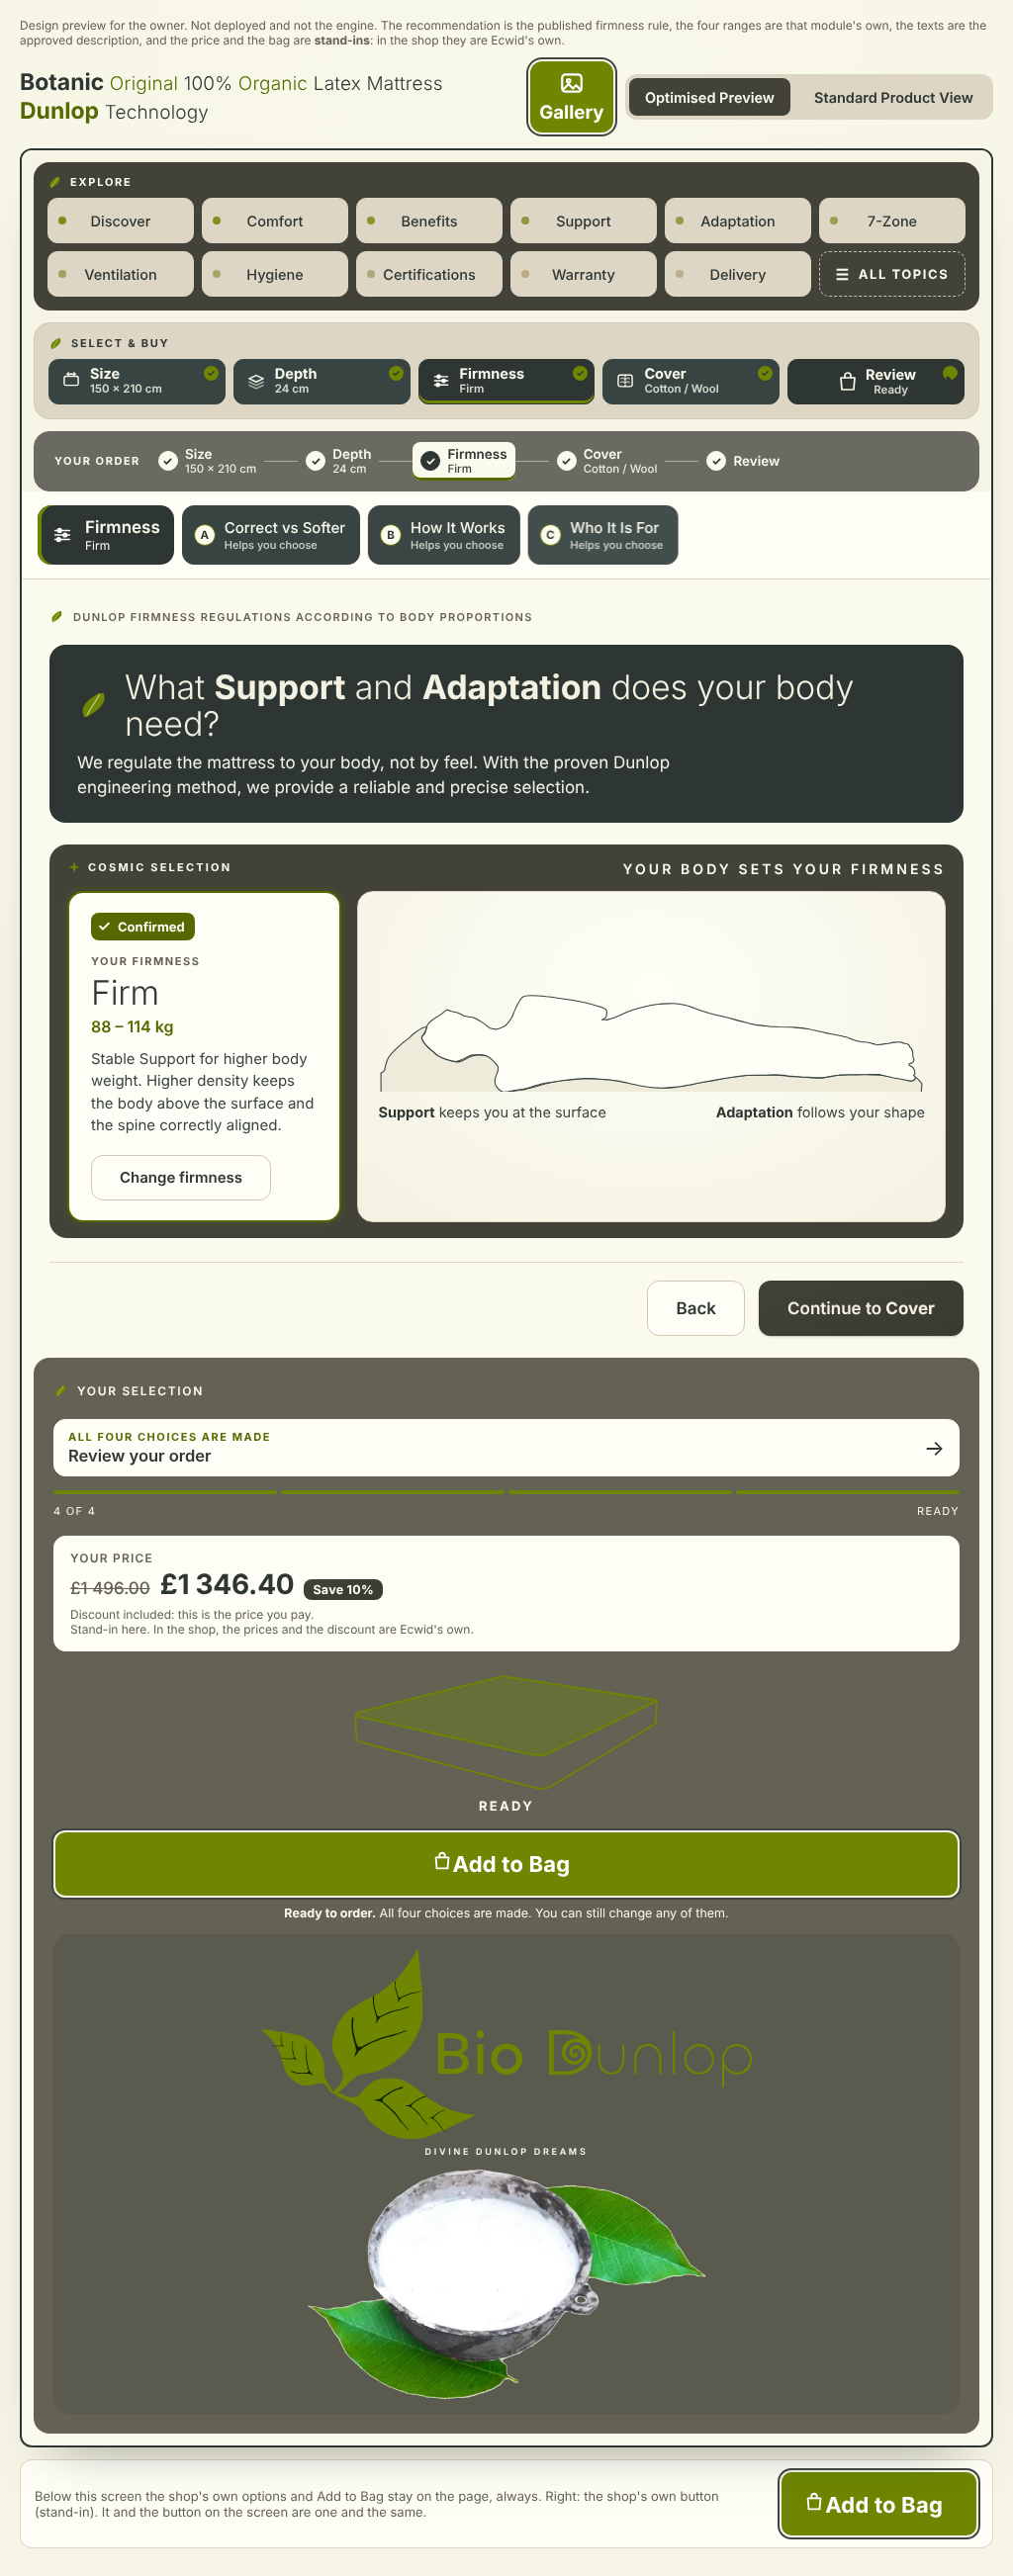 Design preview for the owner. Not deployed and not the engine. The recommendation is the published firmness rule, the four ranges are that module's own, the texts are the
approved description, and the price and the bag are stand-ins: in the shop they are Ecwid's own.
Botanic Original 100% Organic Latex Mattress
Dunlop Technology
Gallery
Optimised Preview
Standard Product View
EXPLORE
Discover
Comfort
Benefits
Support
Adaptation
7-Zone
Ventilation
Hygiene
Certifications
Warranty
Delivery
ALL TOPICS
SELECT & BUY
Size
150 × 210 cm
Depth
24 cm
Firmness
Firm
Cover
Cotton / Wool
Review
Ready
YOUR ORDER
Size
150 × 210 cm
Depth
24 cm
Firmness
Firm
Cover
Cotton / Wool
Review
Firmness
Firm
A
Correct vs Softer
Helps you choose
B
How It Works
Helps you choose
C
Who It Is For
Helps you choose
DUNLOP FIRMNESS REGULATIONS ACCORDING TO BODY PROPORTIONS
What Support and Adaptation does your body
need?
We regulate the mattress to your body, not by feel. With the proven Dunlop
engineering method, we provide a reliable and precise selection.
COSMIC SELECTION
YOUR BODY SETS YOUR FIRMNESS
Confirmed
YOUR FIRMNESS
Firm
88 – 114 kg
Stable Support for higher body
weight. Higher density keeps
the body above the surface and
the spine correctly aligned.
Change firmness
Support keeps you at the surface
Adaptation follows your shape
Back
Continue to Cover
YOUR SELECTION
ALL FOUR CHOICES ARE MADE
Review your order
4 OF 4
READY
YOUR PRICE
£1 496.00 £1 346.40 Save 10%
Discount included: this is the price you pay.
Stand-in here. In the shop, the prices and the discount are Ecwid's own.
READY
Add to Bag
Ready to order. All four choices are made. You can still change any of them.
Bio Dunlop
DIVINE DUNLOP DREAMS
Below this screen the shop's own options and Add to Bag stay on the page, always. Right: the shop's own button
(stand-in). It and the button on the screen are one and the same.
Add to Bag